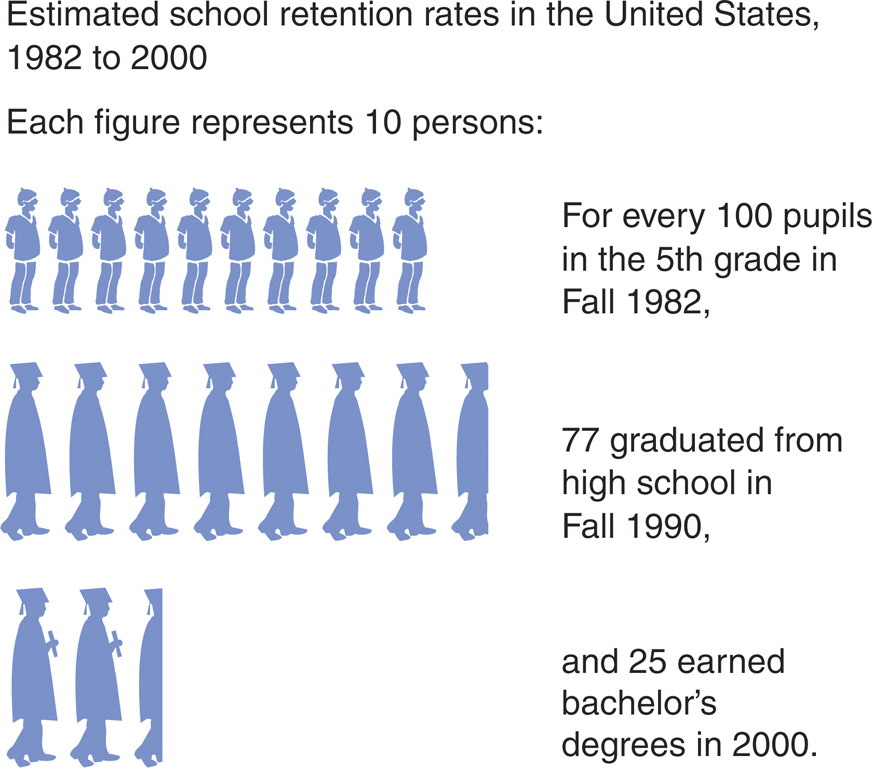 Estimated school retention rates in the United States,
1982 to 2000
Each figure represents 10 persons:
For every 100 pupils
in the 5th grade in
Fall 1982,
77 graduated from
high school in
Fall 1990,
and 25 earned
bachelor’s
degrees in 2000.